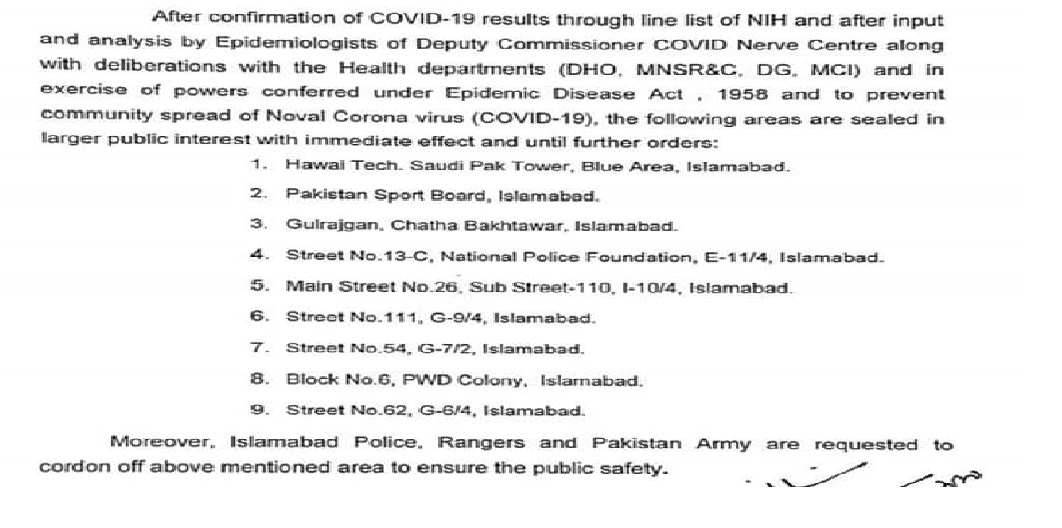 After confirmation of COVID-19 results through line list of NIH and after input
and analysis by Epidemiologists of Deputy Commissioner COVID Nerve Centre along
with deliberations with the Health departments (DHO, MNSR&C, DG, MCI) and in
exercise of powers conferred under Epidemic Disease Act , 1958 and to prevent
community spread of Noval Corona virus (COVID-19), the following areas are sealed in
larger public interest with immediate effect and until further orders:
1. Hawai Tech. Saudi Pak Tower, Blue Area, Islamabad.
2. Pakistan Sport Board, Islamabad.
3. Gulrajgan, Chatha Bakhtawar, Islamabad.
4. Street No.13-C, National Police Foundation, E-11/4, Islamabad.
5. Main Street No.26, Sub Street-110, I-10/4, Islamabad.
6. Street No.111, G-9/4, Islamabad.
7. Street No.54, G-7/2, Islamabad.
8. Block No.6, PWD Colony, Islamabad.
9. Street No.62, G-6/4, Islamabad.
Moreover, Islamabad Police, Rangers and Pakistan Army are requested to
cordon off above mentioned area to ensure the public safety.